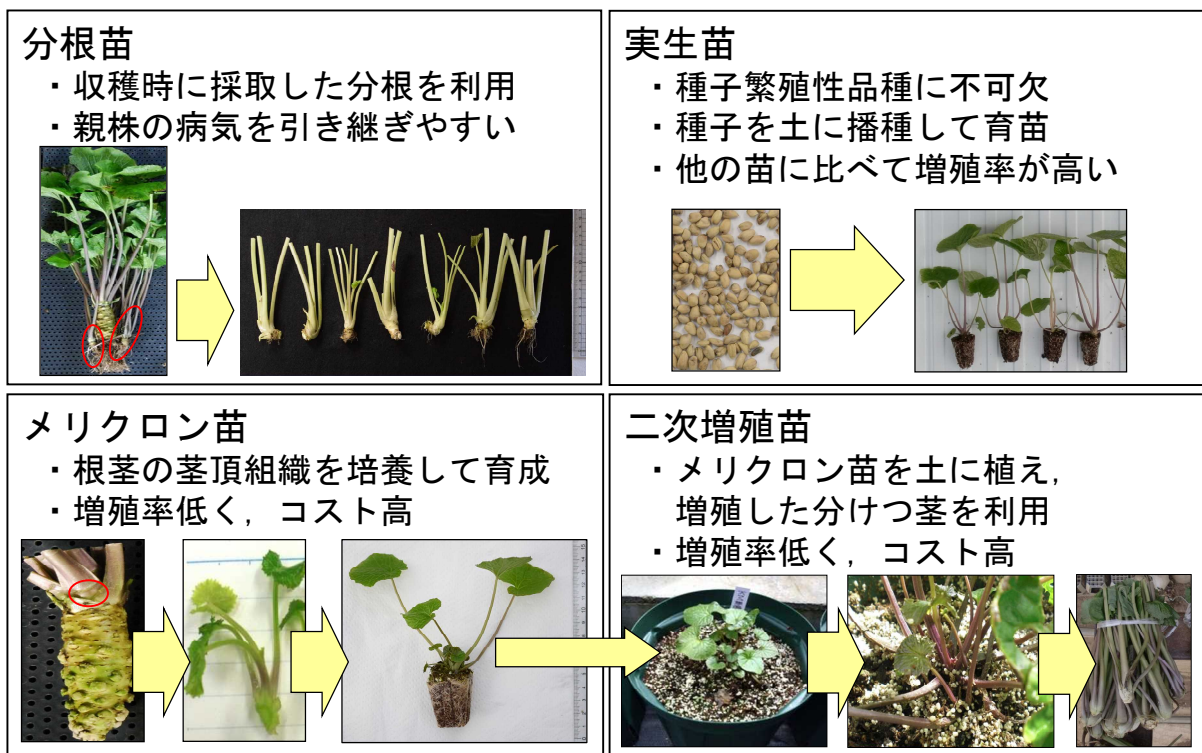 分根苗
・収穫時に採取した分根を利用
・親株の病気を引き継ぎやすい
実生苗
・種子繁殖性品種に不可欠
・種子を土に播種して育苗
・他の苗に比べて増殖率が高い
メリクロン苗
・根茎の茎頂組織を培養して育成
・増殖率低く，コスト高
二次増殖苗
・メリクロン苗を土に植え，
増殖した分けつ茎を利用
・増殖率低く，コスト高